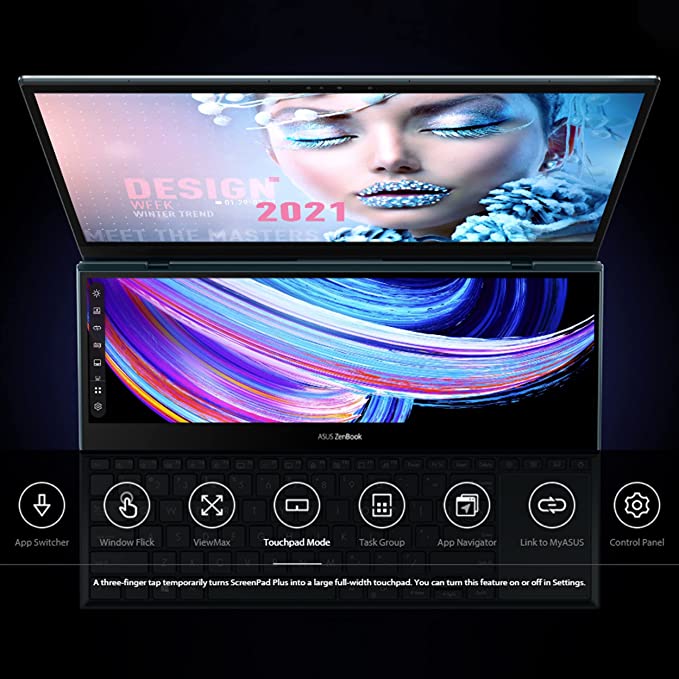 DESIGN
WEEK
WINTER TREND
2021
MEET THE MASTERS
ASUS ZenBook
App Switcher
Window Flick
ViewMax
Touchpad Mode
Task Group
App Navigator
Link to MyASUS
Control Panel
A three-finger tap temporarily turns ScreenPad Plus into a large full-width touchpad. You can turn this feature on or off in Settings.